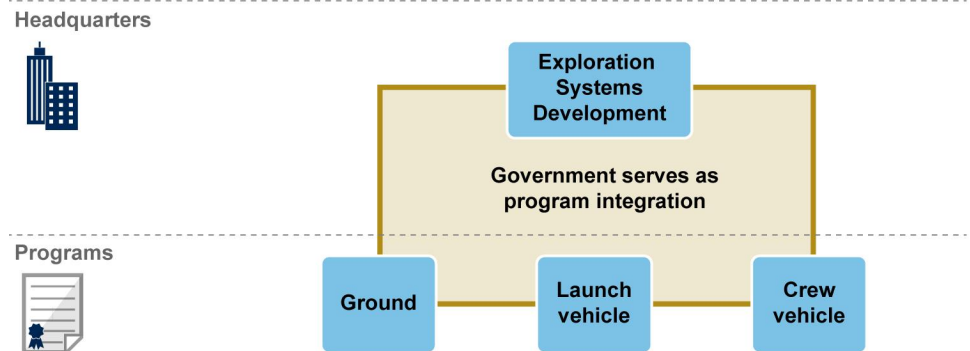 Headquarters
Exploration
Systems
Development
Government serves as
program integration
Programs
Ground
Launch
vehicle
Crew
vehicle